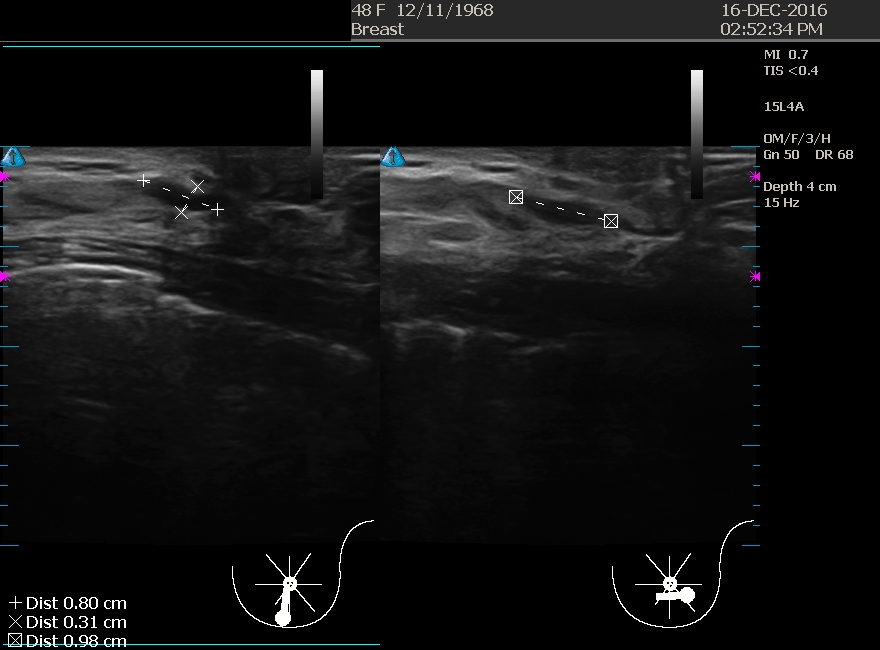 48 F 12/11/1968 16-DEC-2016
Breast 02:52:34 PM
MI 0.7
TIS <0.4
15L4A
OM/F/3/H
Gn 50 DR 68
Depth 4 cm
15 Hz
Dist 0.80 cm
Dist 0.31 cm
Dist 0.98 cm